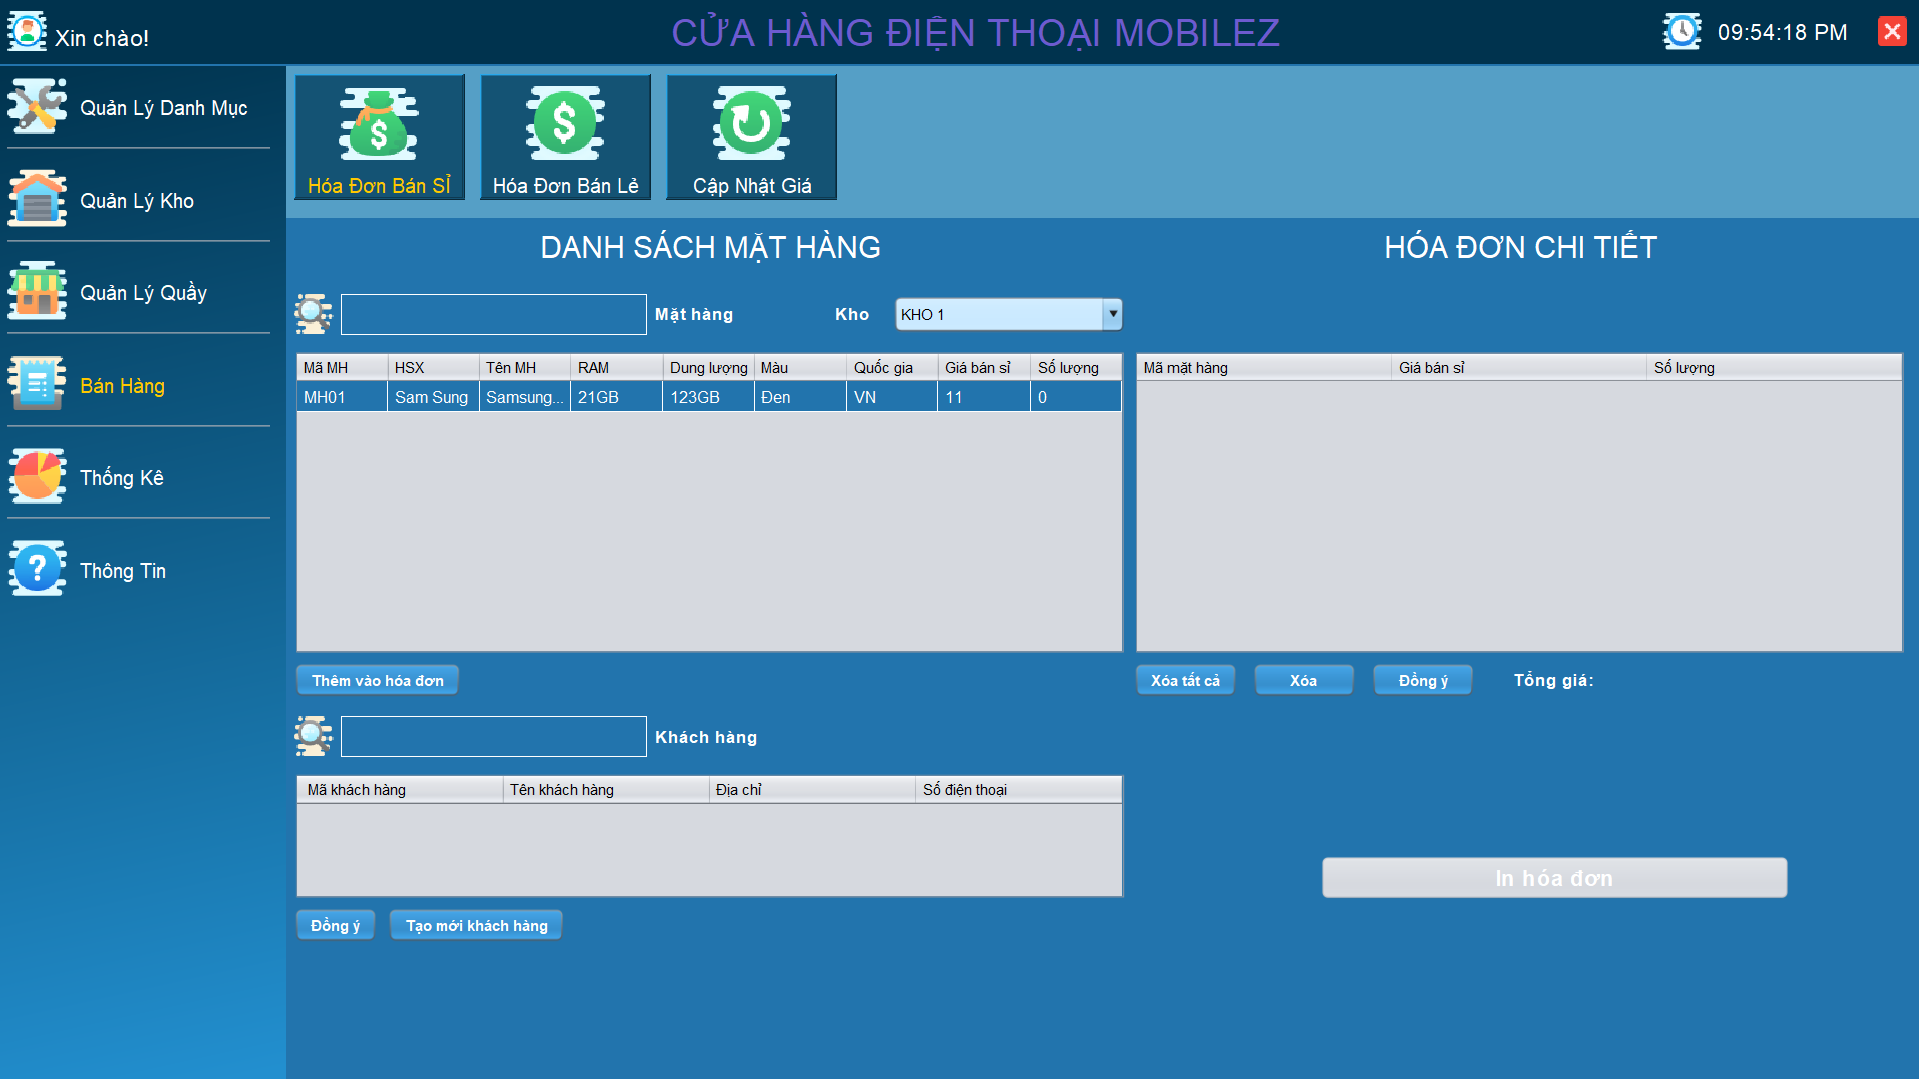 Xin chào!
CỬA HÀNG ĐIỆN THOẠI MOBILEZ
09:54:18 PM
Quản Lý Danh Mục
Quản Lý Kho
Quản Lý Quầy
Bán Hàng
Thống Kê
Thông Tin
Hóa Đơn Bán Sỉ
Hóa Đơn Bán Lẻ
Cập Nhật Giá
DANH SÁCH MẶT HÀNG
Mặt hàng
Kho
KHO 1
Mã MH HSX Tên MH RAM Dung lượng Màu Quốc gia Giá bán sỉ Số lượng
MH01 Sam Sung Samsung... 21GB 123GB Đen VN 11 0
Thêm vào hóa đơn
Khách hàng
Mã khách hàng Tên khách hàng Địa chỉ Số điện thoại
Đồng ý
Tạo mới khách hàng
HÓA ĐƠN CHI TIẾT
Mã mặt hàng Giá bán sỉ Số lượng
Xóa tất cả
Xóa
Đồng ý
Tổng giá:
In hóa đơn